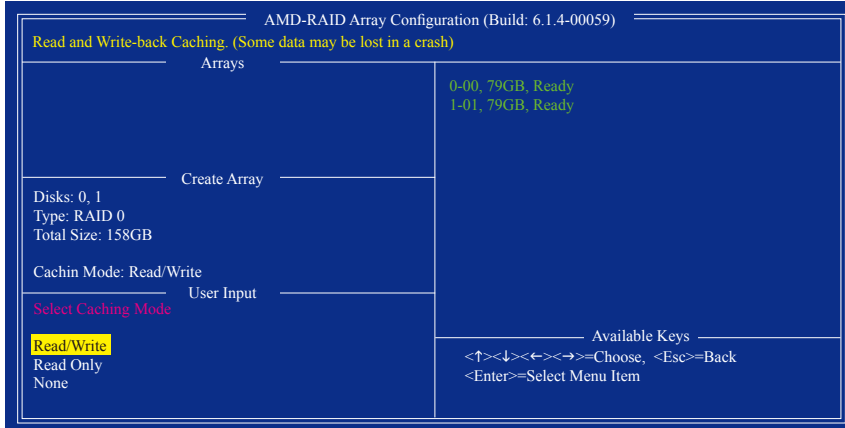 AMD-RAID Array Configuration (Build: 6.1.4-00059)
Read and Write-back Caching. (Some data may be lost in a crash)
Arrays
0-00, 79GB, Ready
1-01, 79GB, Ready
Create Array
Disks: 0, 1
Type: RAID 0
Total Size: 158GB
Cachin Mode: Read/Write
User Input
Select Caching Mode
Read/Write
Read Only
None
Available Keys
<↑><↓><←><→>=Choose, <Esc>=Back
<Enter>=Select Menu Item